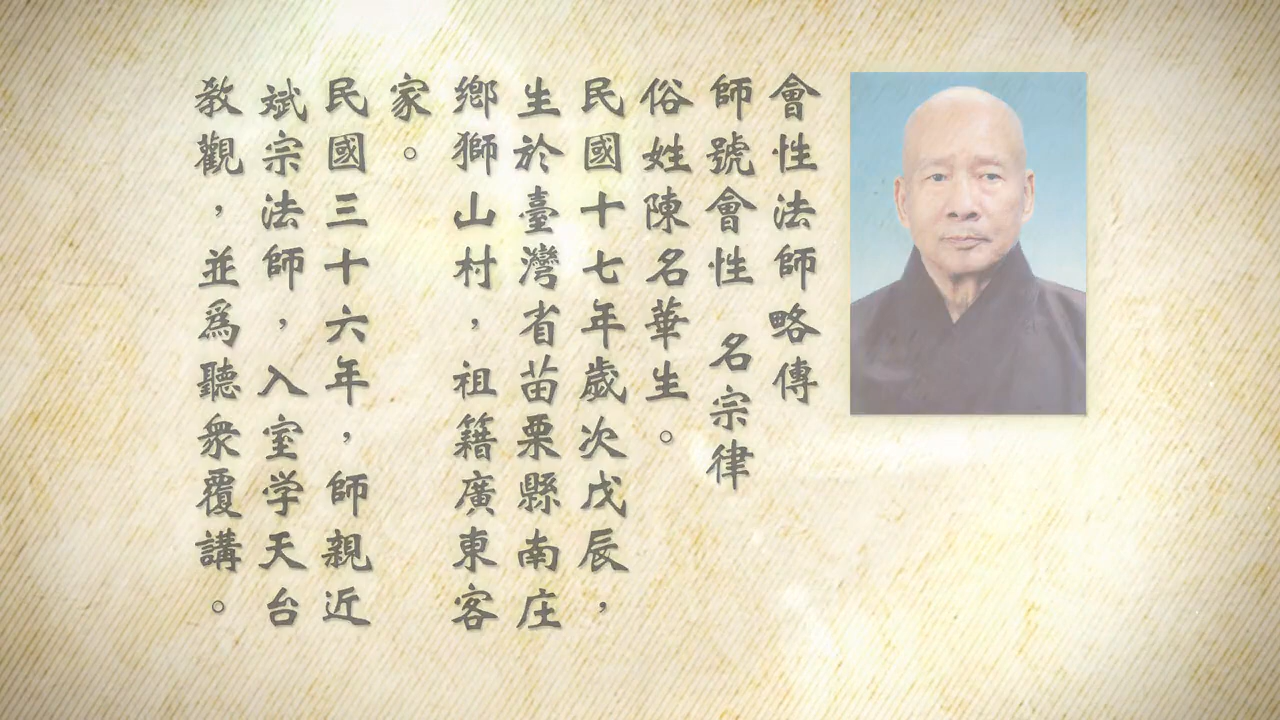 會性法師略傳
師號會性 名宗律
俗姓陳名華生。
民國十七年歲次戊辰，
生於臺灣省苗栗縣南庄
鄉獅山村，祖籍廣東客
家。
民國三十六年，師親近
斌宗法師，入室学天台
教觀，並為聽衆覆講。